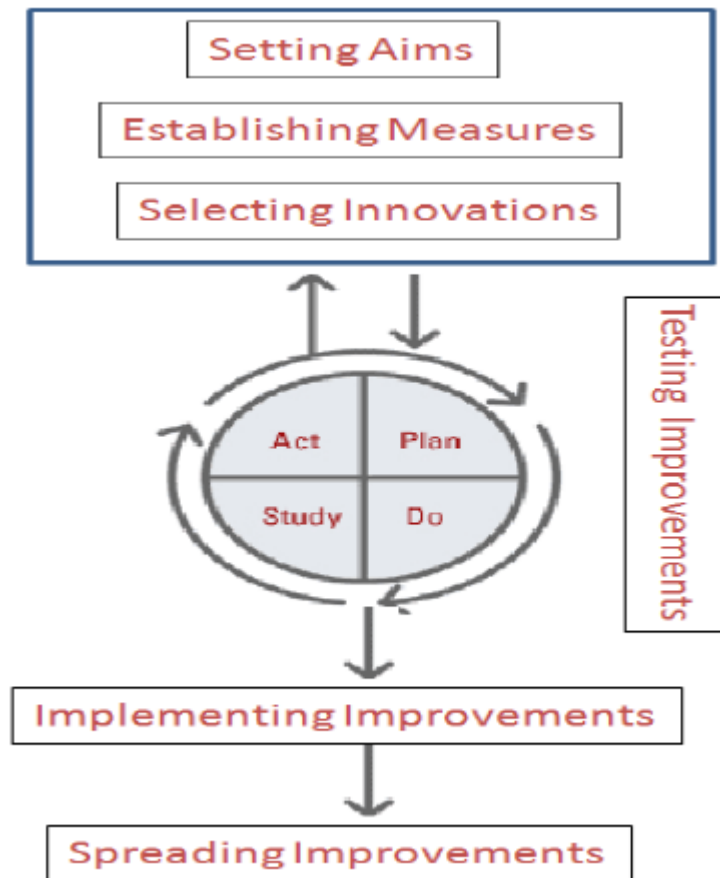 Setting Aims
Establishing Measures
Selecting Innovations
Testing Improvements
Act
Plan
Study
Do
Implementing Improvements
Spreading Improvements